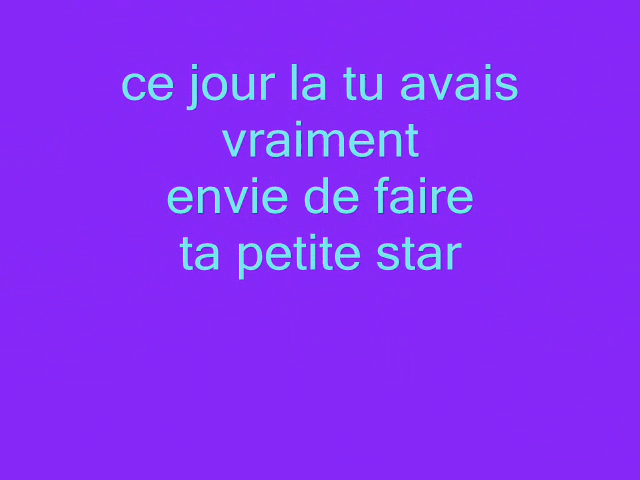 ce jour la tu avais
vraiment
envie de faire
ta petite star